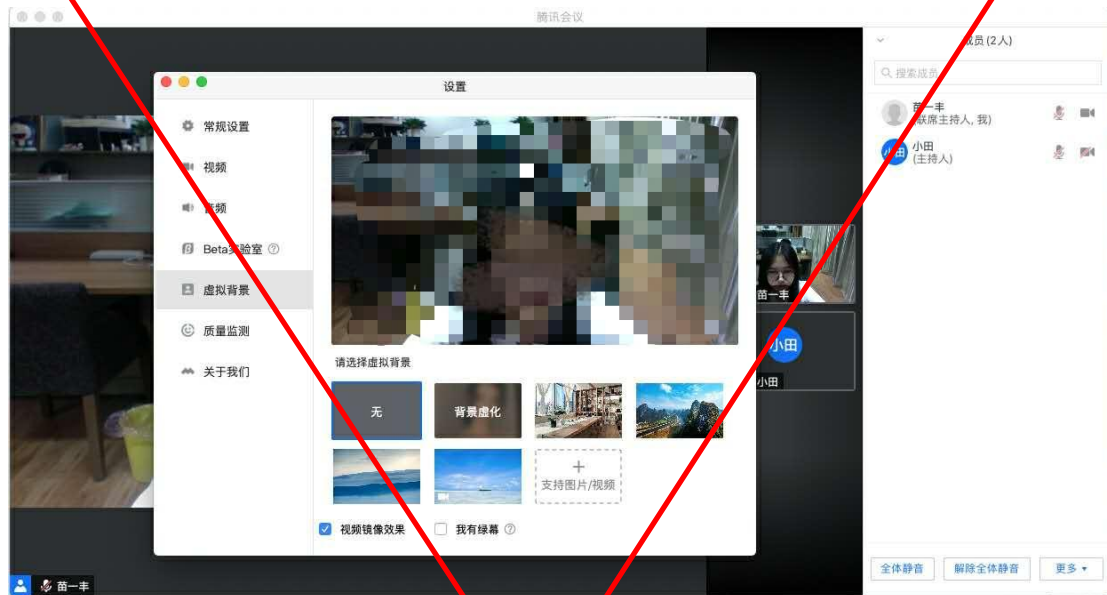 腾讯会议
成员(2人)
搜索成员
苗一丰
(联席主持人, 我)
小田
小田
(主持人)
设置
常规设置
视频
音频
Beta实验室
虚拟背景
质量监测
关于我们
请选择虚拟背景
无
背景虚化
支持图片/视频
视频镜像效果
我有绿幕
苗一丰
小田
小田
苗一丰
全体静音
解除全体静音
更多